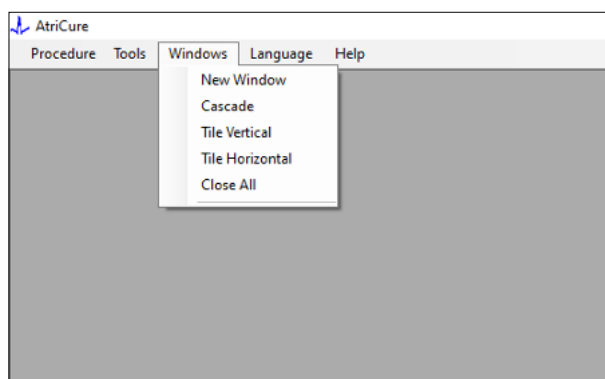 AtriCure
Procedure Tools Windows Language Help
New Window
Cascade
Tile Vertical
Tile Horizontal
Close All